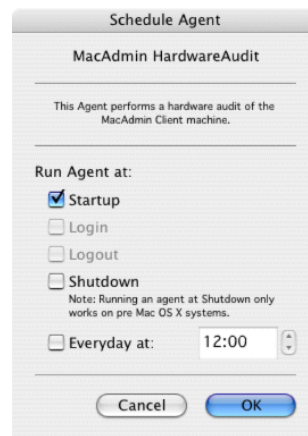 Schedule Agent
MacAdmin HardwareAudit
This Agent performs a hardware audit of the
MacAdmin Client machine.
Run Agent at:
Startup
Login
Logout
Shutdown
Note: Running an agent at Shutdown only
works on pre Mac OS X systems.
Everyday at: 12:00
Cancel OK